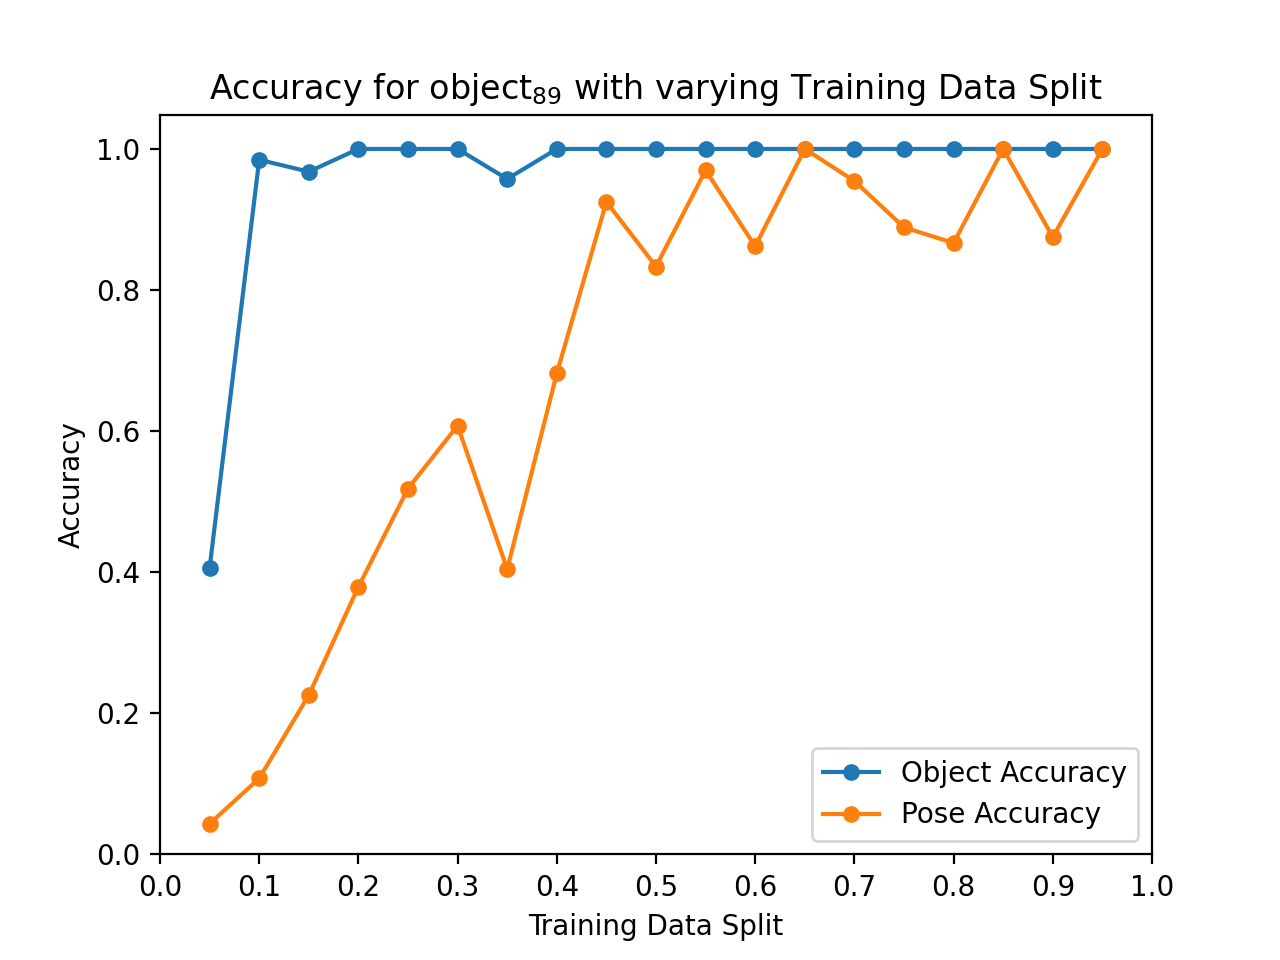 Accuracy for object₈₉ with varying Training Data Split
1.0
0.8
0.6
0.4
0.2
0.0
Accuracy
Object Accuracy
Pose Accuracy
0.0 0.1 0.2 0.3 0.4 0.5 0.6 0.7 0.8 0.9 1.0
Training Data Split